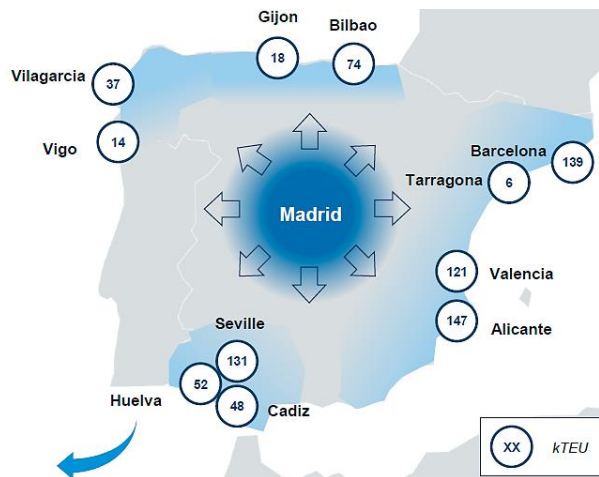 Gijon
18
Bilbao
74
Vilagarcia
37
Vigo
14
Barcelona
139
Tarragona
6
Madrid
121
Valencia
147
Alicante
Seville
131
52
Huelva
48
Cadiz
XX
kTEU